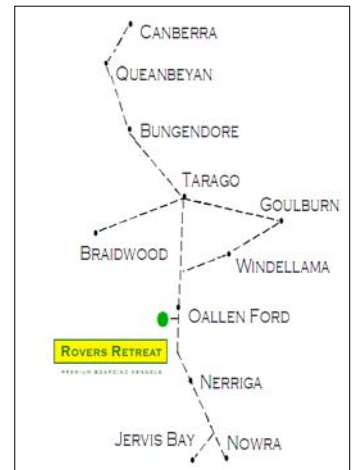 CANBERRA
QUEANBEYAN
BUNGENDORE
TARAGO
GOULBURN
BRAIDWOOD
WINDELLAMA
OALLEN FORD
ROVERS RETREAT
PREMIUM BOARDING KENNELS
NERRIGA
JERVIS BAY
NOWRA